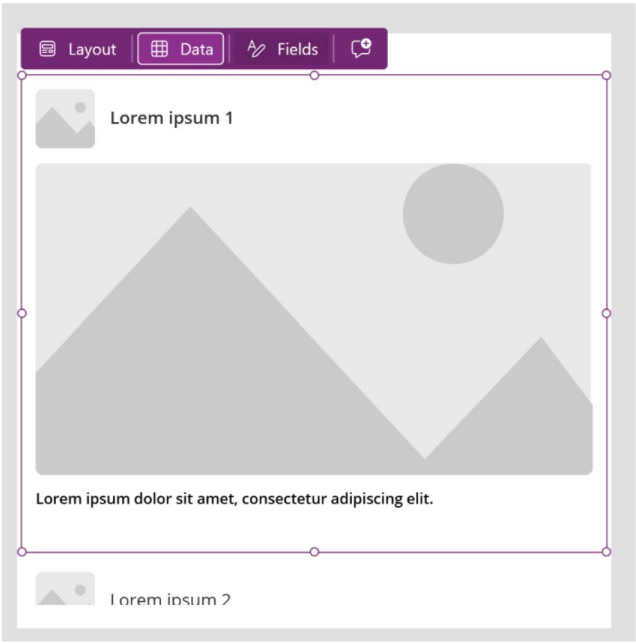 Layout Data Fields
Lorem ipsum 1
Lorem ipsum dolor sit amet, consectetur adipiscing elit.
Lorem ipsum 2